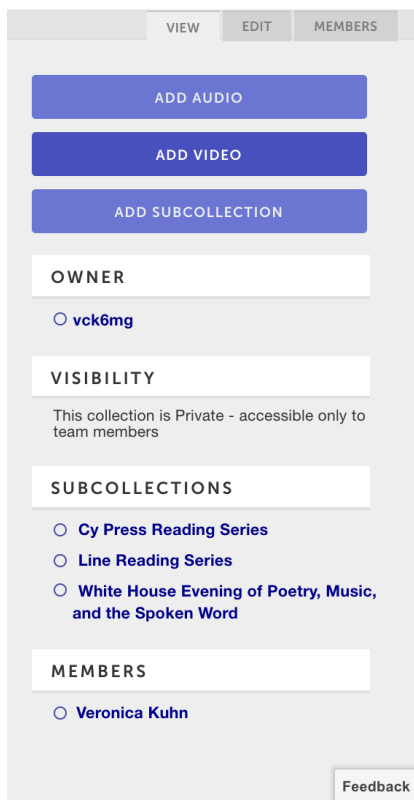 VIEW EDIT MEMBERS
ADD AUDIO
ADD VIDEO
ADD SUBCOLLECTION
OWNER
vck6mg
VISIBILITY
This collection is Private - accessible only to
team members
SUBCOLLECTIONS
Cy Press Reading Series
Line Reading Series
White House Evening of Poetry, Music,
and the Spoken Word
MEMBERS
Veronica Kuhn
Feedback